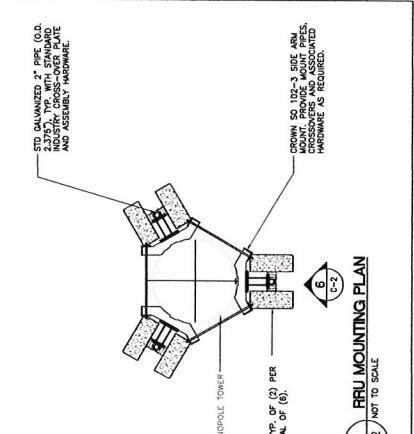 STD GALVANIZED 2" PIPE (O.D.
2.375"), TYP. WITH STANDARD
INDUSTRY CROSS-OVER PLATE
AND ASSEMBLY HARDWARE.
CROWN SO 102-3 SIDE ARM
MOUNT. PROVIDE MOUNT PIPES,
CROSSOVERS AND ASSOCIATED
HARDWARE AS REQUIRED.
NOPOLE TOWER
YP. OF (2) PER
AL OF (6).
6
C-2
RRU MOUNTING PLAN
NOT TO SCALE
2